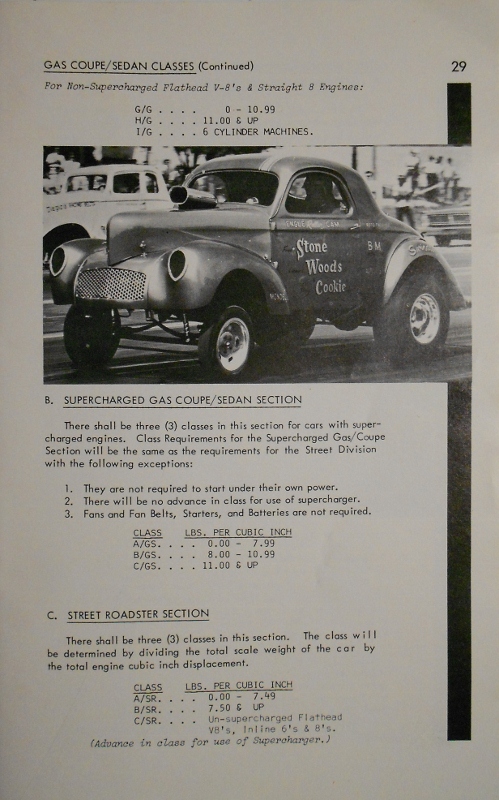 GAS COUPE/SEDAN CLASSES (Continued) 29
For Non-Supercharged Flathead V-8's & Straight 8 Engines:
G/G . . . . 0 - 10.99
H/G . . . . 11.00 & UP
I/G . . . . 6 CYLINDER MACHINES.
Stone
Woods
Cookie
B-M
B. SUPERCHARGED GAS COUPE/SEDAN SECTION
There shall be three (3) classes in this section for cars with super-
charged engines. Class Requirements for the Supercharged Gas/Coupe
Section will be the same as the requirements for the Street Division
with the following exceptions:
1. They are not required to start under their own power.
2. There will be no advance in class for use of supercharger.
3. Fans and Fan Belts, Starters, and Batteries are not required.
CLASS LBS. PER CUBIC INCH
A/GS. . . . 0.00 - 7.99
B/GS. . . . 8.00 - 10.99
C/GS. . . . 11.00 & UP
C. STREET ROADSTER SECTION
There shall be three (3) classes in this section. The class will
be determined by dividing the total scale weight of the car by
the total engine cubic inch displacement.
CLASS LBS. PER CUBIC INCH
A/SR. . . . 0.00 - 7.49
B/SR. . . . 7.50 & UP
C/SR. . . . Un-supercharged Flathead
V8's, Inline 6's & 8's.
(Advance in class for use of Supercharger.)